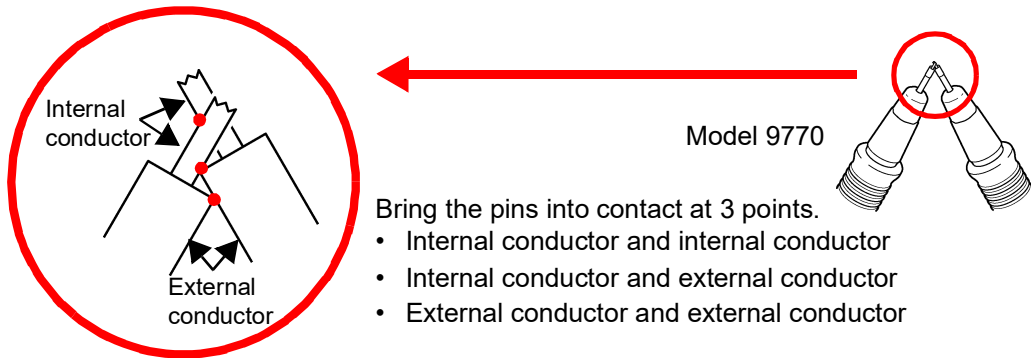 Internal
conductor
External
conductor
Model 9770
Bring the pins into contact at 3 points.
• Internal conductor and internal conductor
• Internal conductor and external conductor
• External conductor and external conductor